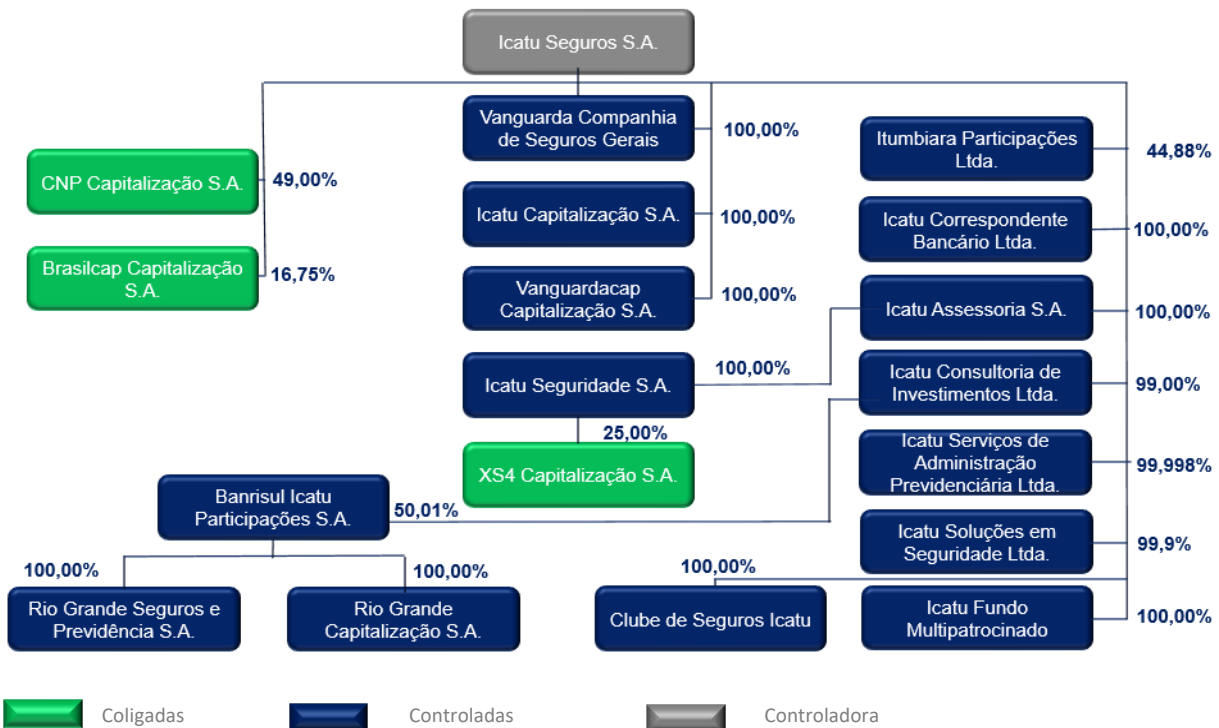 Icatu Seguros S.A.
Vanguarda Companhia
de Seguros Gerais
100,00%
Itumbiara Participações
Ltda.
44,88%
CNP Capitalização S.A.
49,00%
Icatu Capitalização S.A.
100,00%
Icatu Correspondente
Bancário Ltda.
100,00%
Brasilcap Capitalização
S.A.
16,75%
Vanguardacap
Capitalização S.A.
100,00%
Icatu Assessoria S.A.
100,00%
Icatu Seguridade S.A.
100,00%
Icatu Consultoria de
Investimentos Ltda.
99,00%
25,00%
XS4 Capitalização S.A.
Icatu Serviços de
Administração
Previdenciária Ltda.
99,998%
Banrisul Icatu
Participações S.A.
50,01%
Icatu Soluções em
Seguridade Ltda.
99,9%
100,00%
Rio Grande Seguros e
Previdência S.A.
100,00%
Rio Grande
Capitalização S.A.
100,00%
Clube de Seguros Icatu
Icatu Fundo
Multipatrocinado
100,00%
Coligadas
Controladas
Controladora